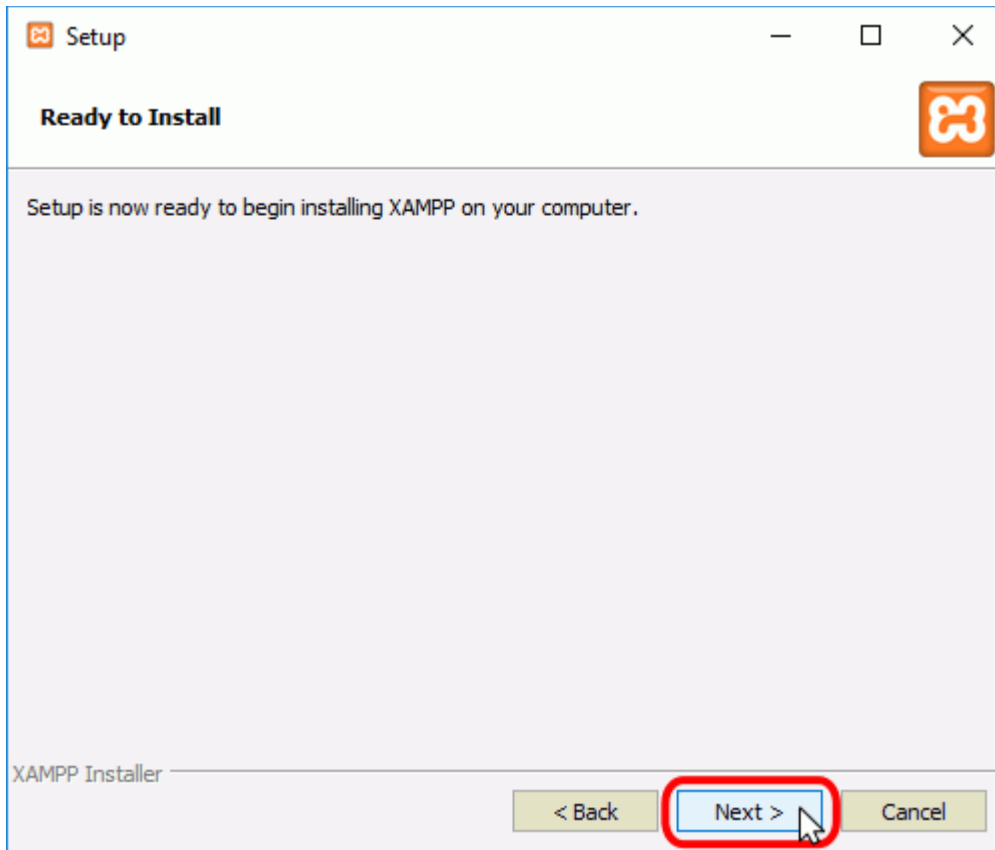 Setup
Ready to Install
Setup is now ready to begin installing XAMPP on your computer.
XAMPP Installer
< Back
Next >
Cancel